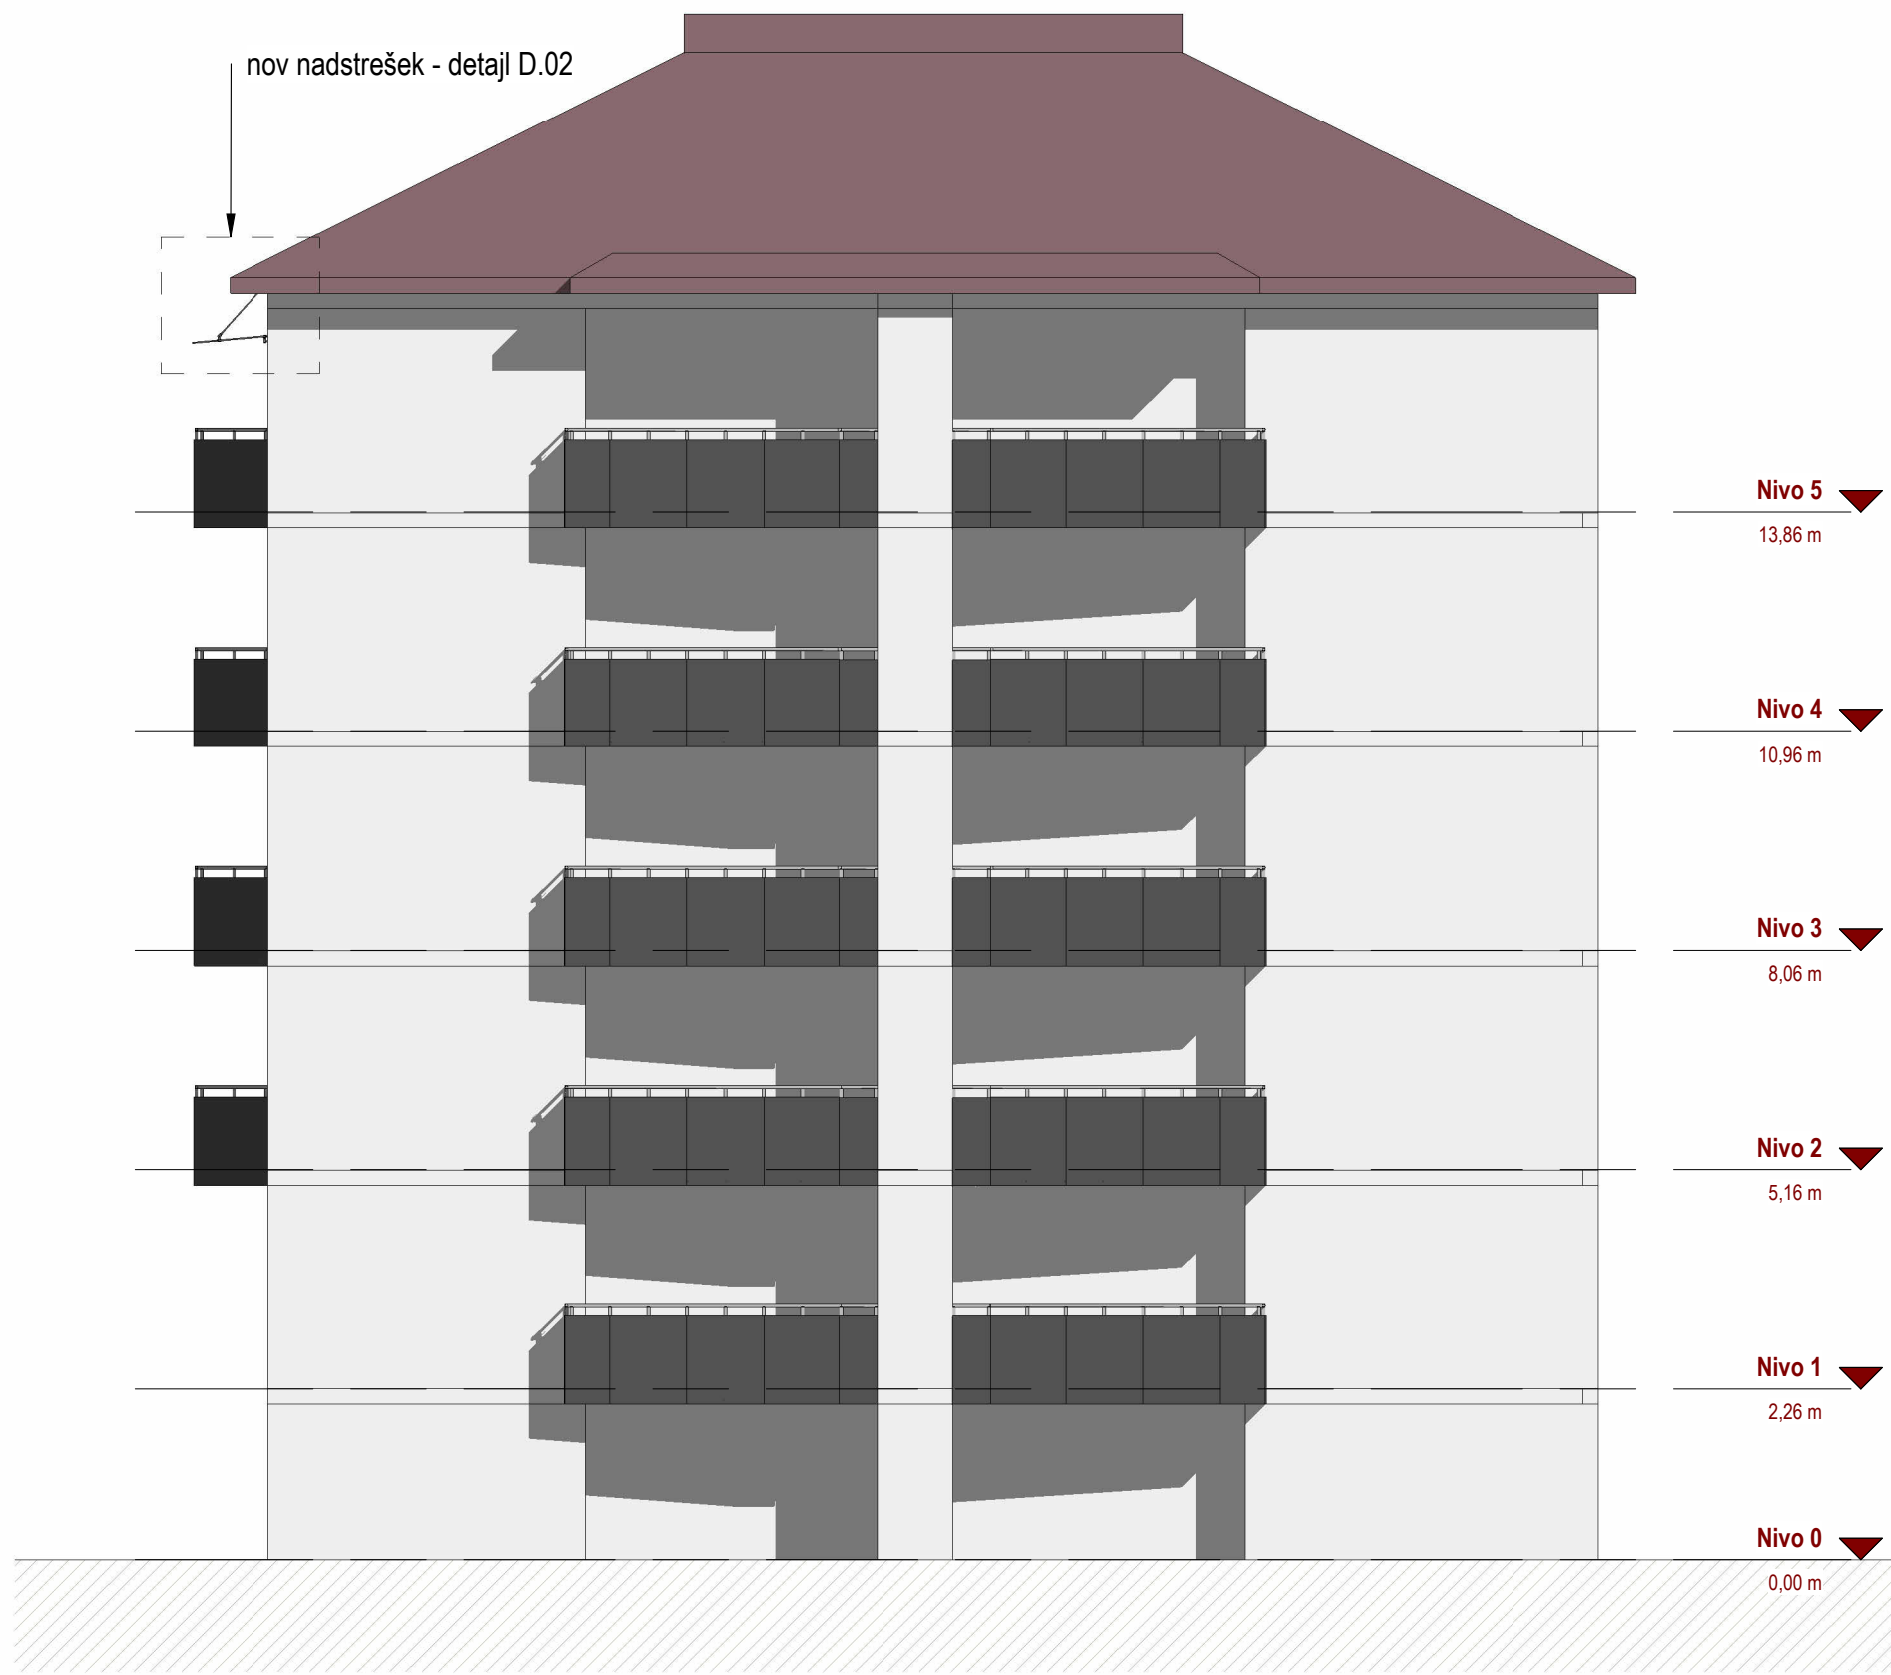 nov nadstrešek - detajl D.02
Nivo 5
13,86 m
Nivo 4
10,96 m
Nivo 3
8,06 m
Nivo 2
5,16 m
Nivo 1
2,26 m
Nivo 0
0,00 m